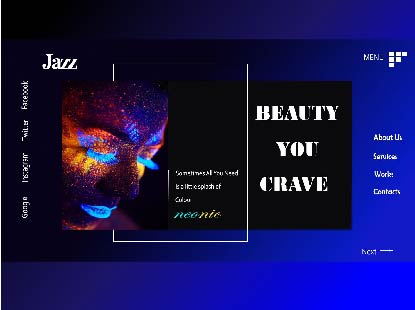 Jazz
MENU
Facebook
Twitter
Instagram
Google
BEAUTY
YOU
CRAVE
Sometimes All You Need
Is a little splash of
Colour
neonic
About Us
Services
Works
Contacts
Next